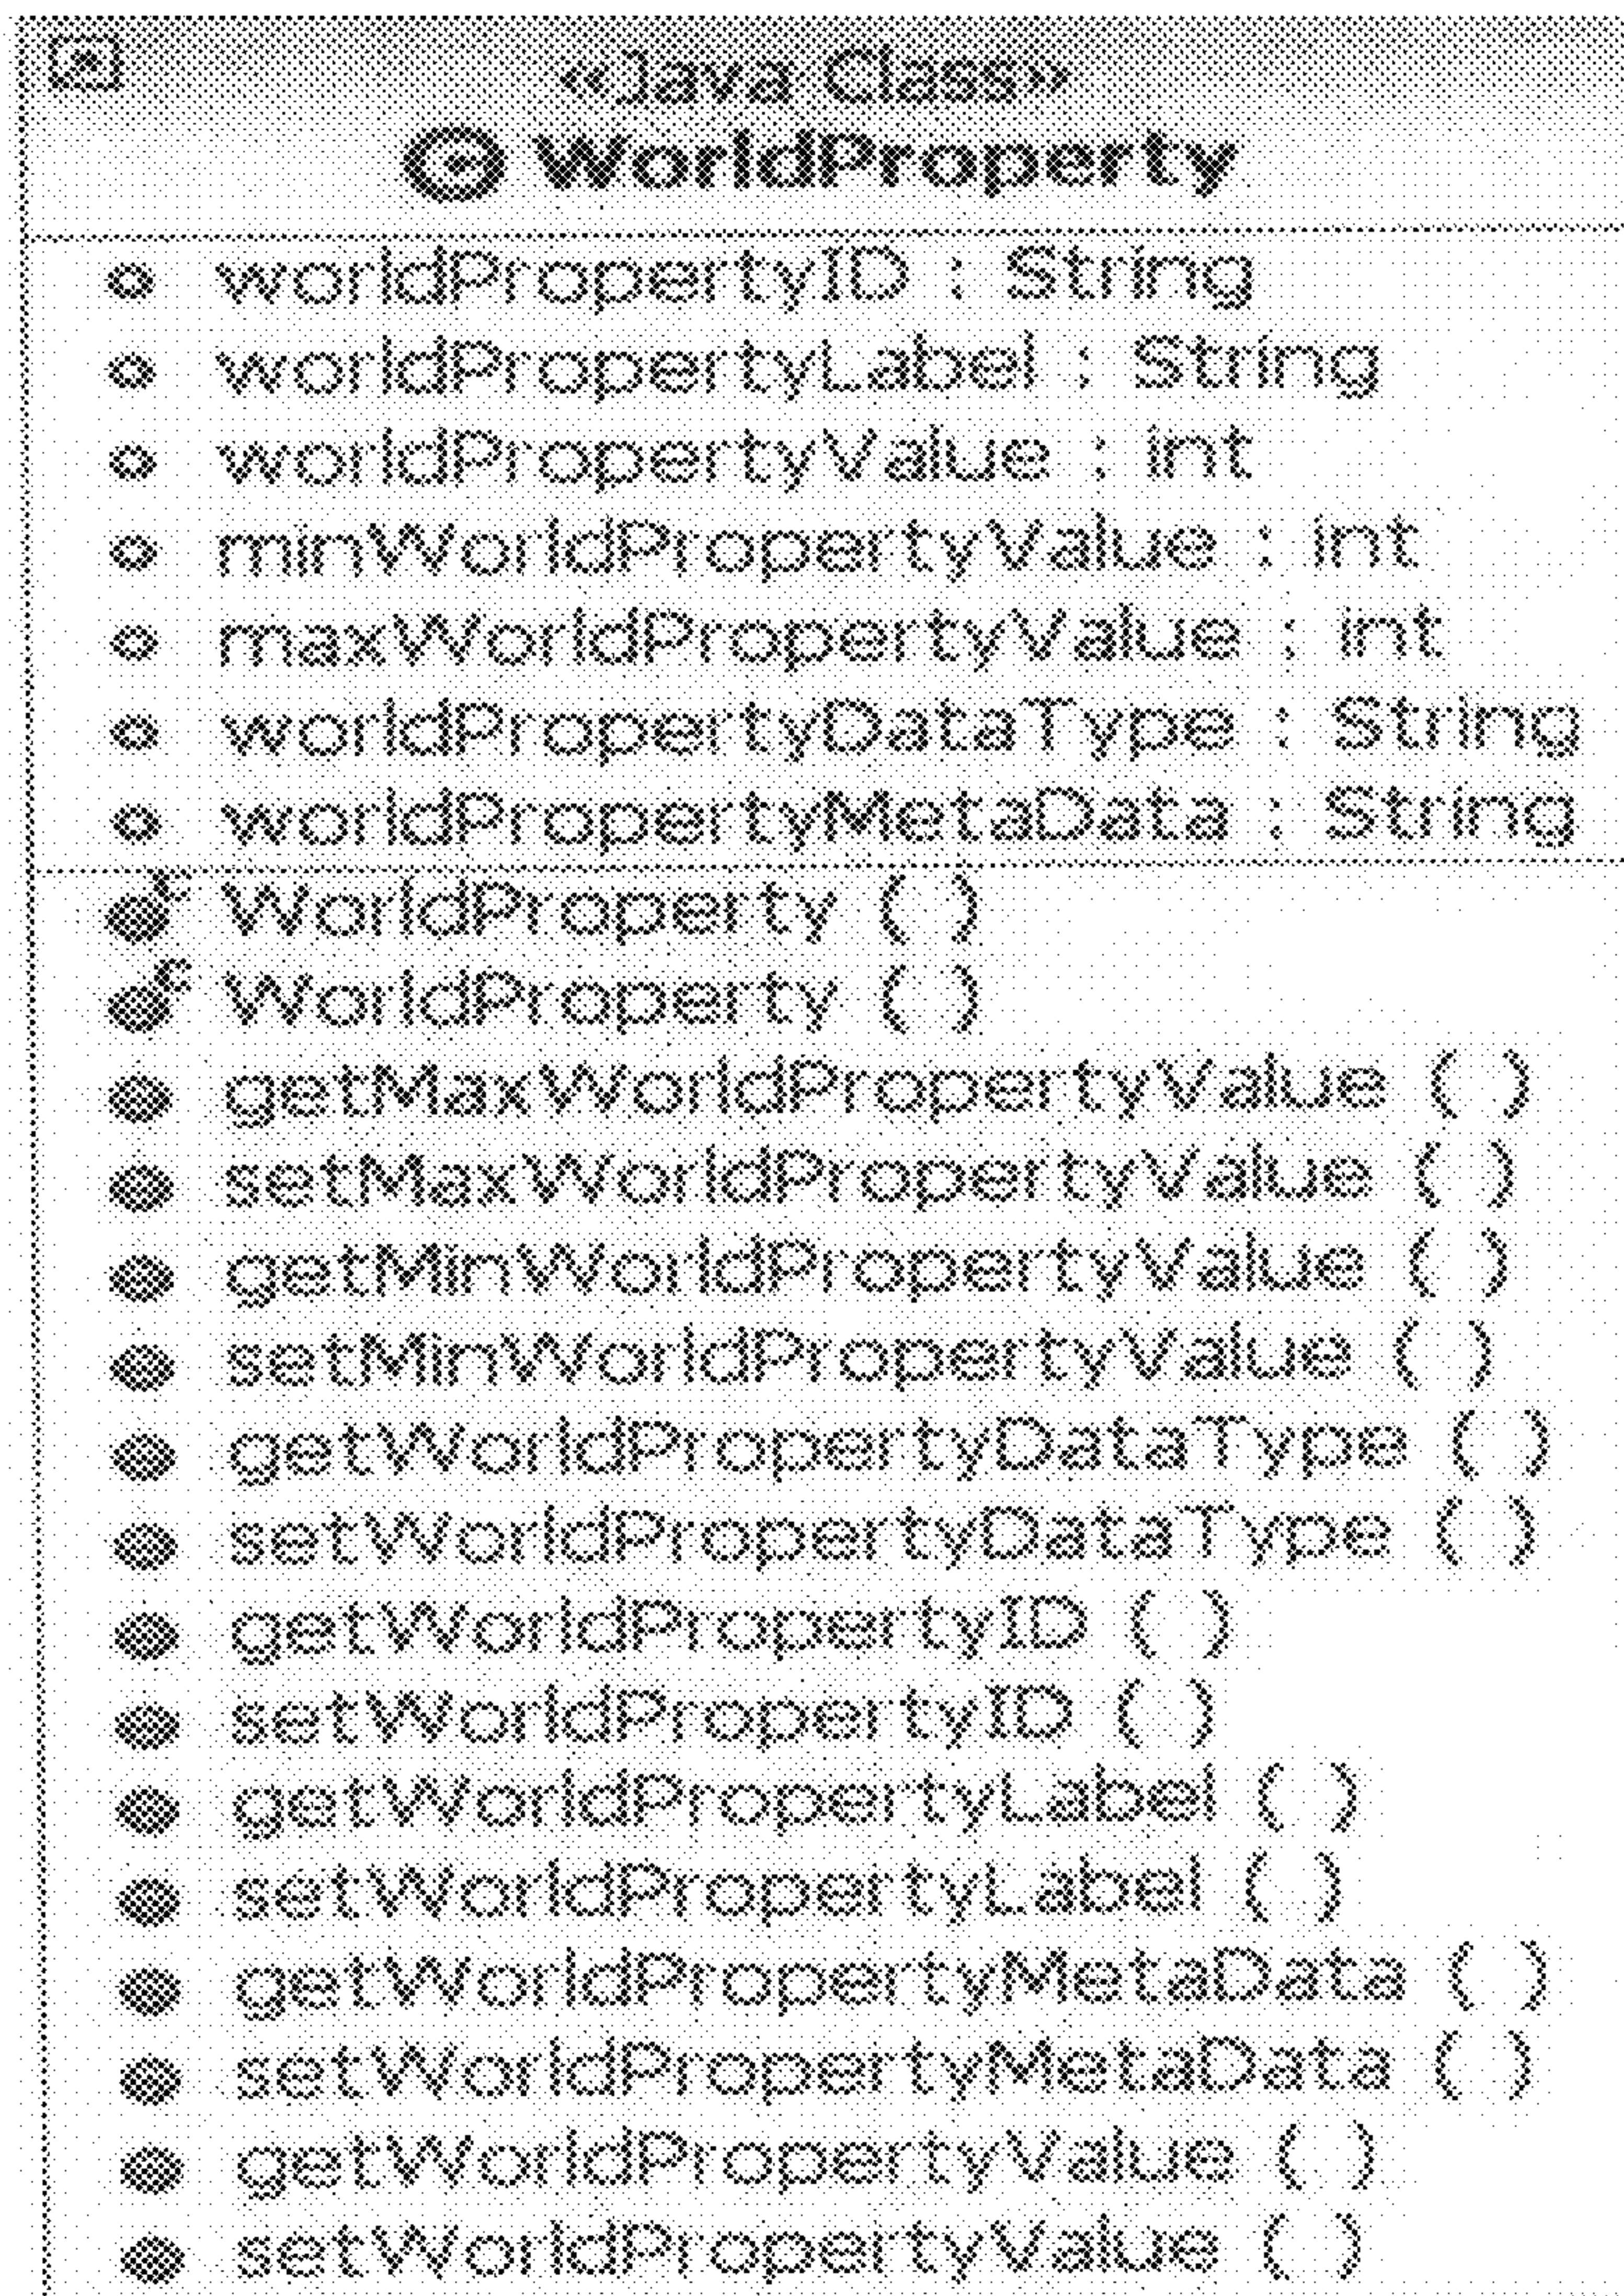 «Java Class»
WorldProperty
worldPropertyID : String
worldPropertyLabel : String
worldPropertyValue : int
minWorldPropertyValue : int
maxWorldPropertyValue : int
worldPropertyDataType : String
worldPropertyMetaData : String
WorldProperty ( )
WorldProperty ( )
getMaxWorldPropertyValue ( )
setMaxWorldPropertyValue ( )
getMinWorldPropertyValue ( )
setMinWorldPropertyValue ( )
getWorldPropertyDataType ( )
setWorldPropertyDataType ( )
getWorldPropertyID ( )
setWorldPropertyID ( )
getWorldPropertyLabel ( )
setWorldPropertyLabel ( )
getWorldPropertyMetaData ( )
setWorldPropertyMetaData ( )
getWorldPropertyValue ( )
setWorldPropertyValue ( )